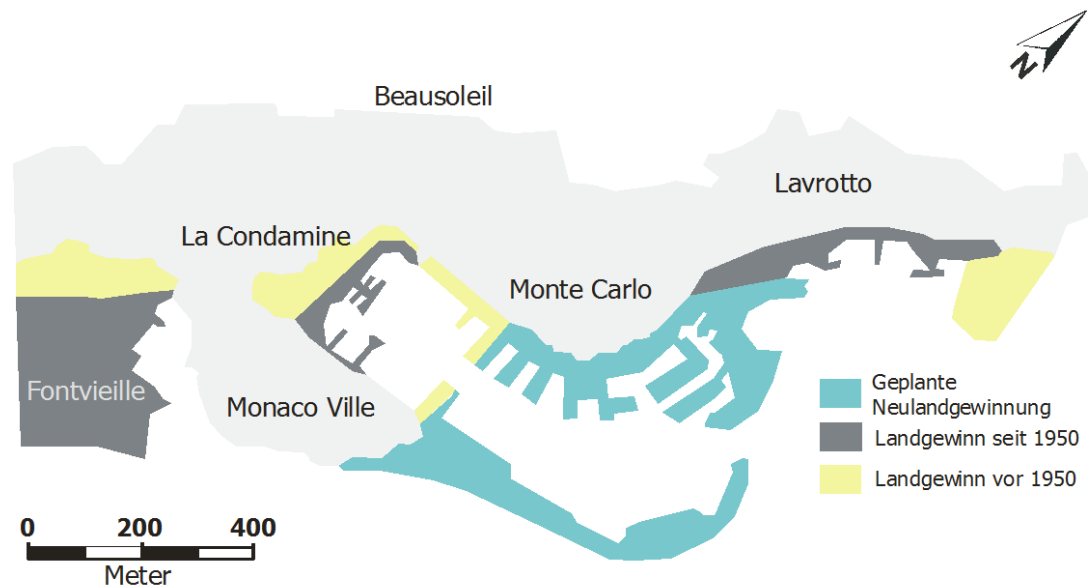 N
Beausoleil
Lavrotto
La Condamine
Monte Carlo
Fontvieille
Monaco Ville
Geplante
Neulandgewinnung
Landgewinn seit 1950
Landgewinn vor 1950
0 200 400
Meter